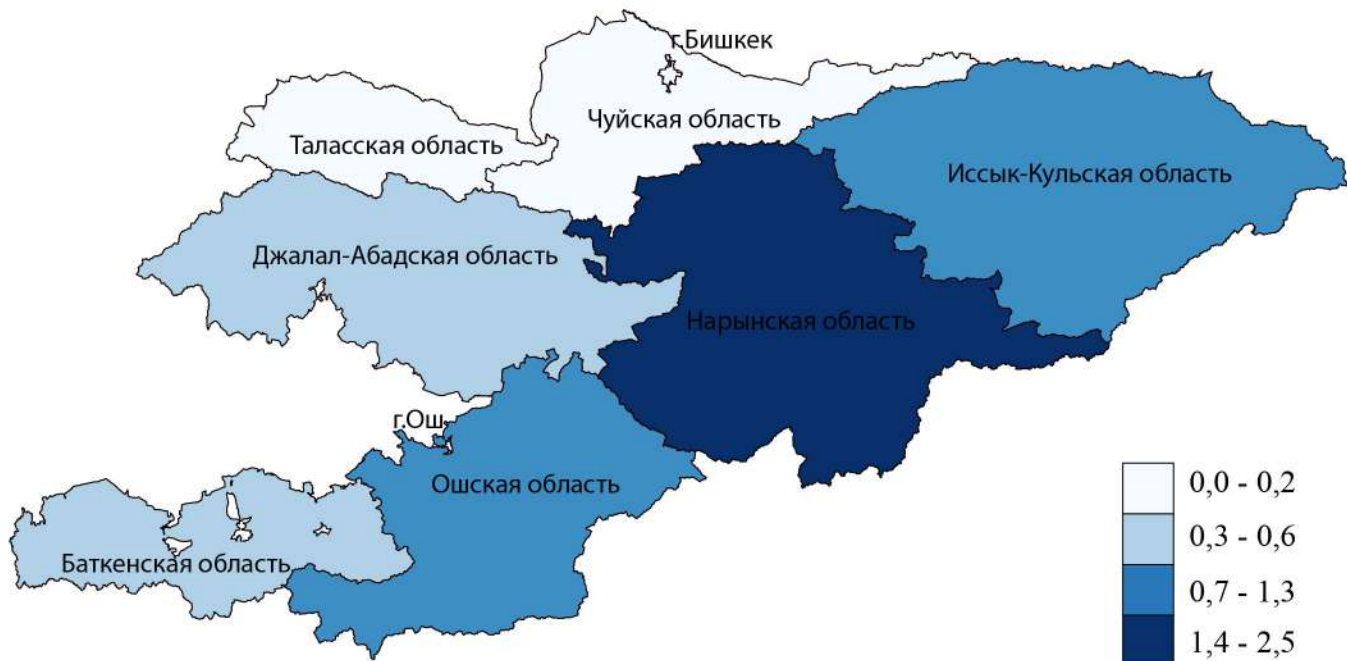 г.Бишкек
Чуйская область
Таласская область
Иссык-Кульская область
Джалал-Абадская область
Нарынская область
г.Ош
Ошская область
Баткенская область
0,0 - 0,2
0,3 - 0,6
0,7 - 1,3
1,4 - 2,5